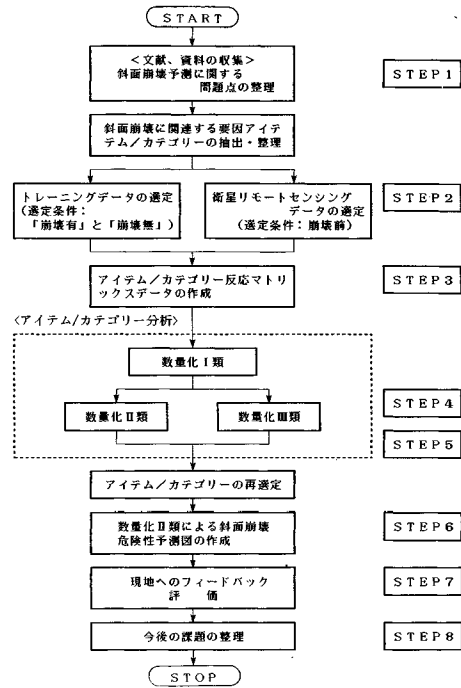 START
＜文献、資料の収集＞
斜面崩壊予測に関する
問題点の整理
STEP1
斜面崩壊に関連する要因アイテ
テム/カテゴリーの抽出・整理
トレーニングデータの選定
(選定条件:
「崩壊有」と「崩壊無」)
衛星リモートセンシング
データの選定
(選定条件:崩壊前)
STEP2
アイテム/カテゴリー反応マトリ
ックスデータの作成
STEP3
<アイテム/カテゴリー分析>
数量化Ⅰ類
数量化Ⅱ類
数量化Ⅲ類
STEP4
STEP5
アイテム/カテゴリーの再選定
数量化Ⅱ類による斜面崩壊
危険性予測図の作成
STEP6
現地へのフィードバック
評　価
STEP7
今後の課題の整理
STEP8
STOP